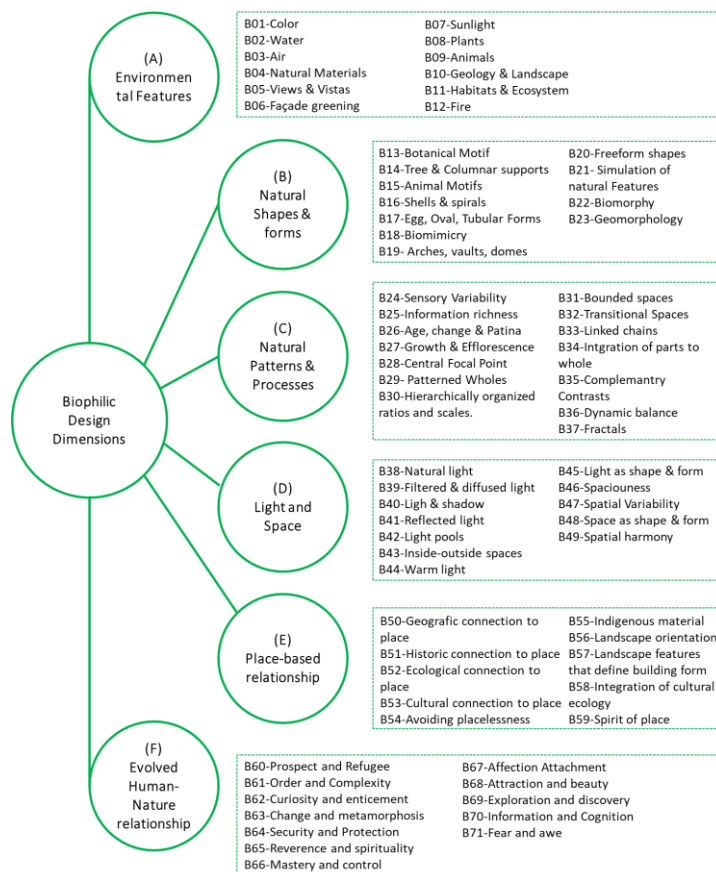 Biophilic
Design
Dimensions
(A)
Environmen
tal Features
B01-Color
B02-Water
B03-Air
B04-Natural Materials
B05-Views & Vistas
B06-Façade greening
B07-Sunlight
B08-Plants
B09-Animals
B10-Geology & Landscape
B11-Habitats & Ecosystem
B12-Fire
(B)
Natural
Shapes &
forms
B13-Botanical Motif
B14-Tree & Columnar supports
B15-Animal Motifs
B16-Shells & spirals
B17-Egg, Oval, Tubular Forms
B18-Biomimicry
B19- Arches, vaults, domes
B20-Freeform shapes
B21- Simulation of
natural Features
B22-Biomorphy
B23-Geomorphology
(C)
Natural
Patterns &
Processes
B24-Sensory Variability
B25-Information richness
B26-Age, change & Patina
B27-Growth & Efflorescence
B28-Central Focal Point
B29- Patterned Wholes
B30-Hierarchically organized
ratios and scales.
B31-Bounded spaces
B32-Transitional Spaces
B33-Linked chains
B34-Intgration of parts to
whole
B35-Complemantry
Contrasts
B36-Dynamic balance
B37-Fractals
(D)
Light and
Space
B38-Natural light
B39-Filtered & diffused light
B40-Ligh & shadow
B41-Reflected light
B42-Light pools
B43-Inside-outside spaces
B44-Warm light
B45-Light as shape & form
B46-Spaciouness
B47-Spatial Variability
B48-Space as shape & form
B49-Spatial harmony
(E)
Place-based
relationship
B50-Geografic connection to
place
B51-Historic connection to place
B52-Ecological connection to
place
B53-Cultural connection to place
B54-Avoiding placelessness
B55-Indigenous material
B56-Landscape orientation
B57-Landscape features
that define building form
B58-Integration of cultural
ecology
B59-Spirit of place
(F)
Evolved
Human-
Nature
relationship
B60-Prospect and Refugee
B61-Order and Complexity
B62-Curiosity and enticement
B63-Change and metamorphosis
B64-Security and Protection
B65-Reverence and spirituality
B66-Mastery and control
B67-Affection Attachment
B68-Attraction and beauty
B69-Exploration and discovery
B70-Information and Cognition
B71-Fear and awe